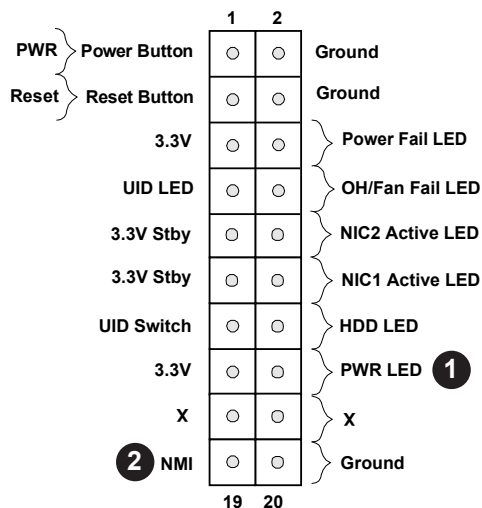 1 2
PWR Power Button Ground
Reset Reset Button Ground
3.3V Power Fail LED
UID LED OH/Fan Fail LED
3.3V Stby NIC2 Active LED
3.3V Stby NIC1 Active LED
UID Switch HDD LED
3.3V PWR LED 1
X X
2 NMI Ground
19 20